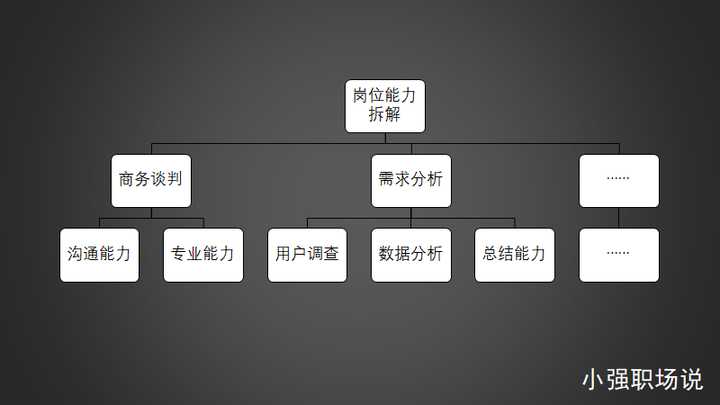 岗位能力
拆解
商务谈判
需求分析
……
沟通能力
专业能力
用户调查
数据分析
总结能力
……
小强职场说